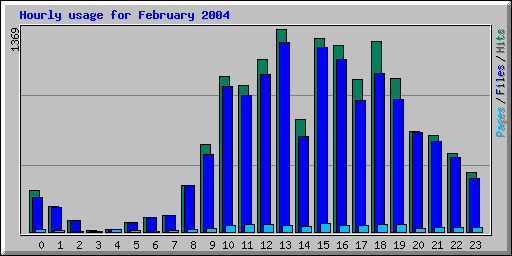 Hourly usage for February 2004
1369
Pages/Files/Hits
0 1 2 3 4 5 6 7 8 9 10 11 12 13 14 15 16 17 18 19 20 21 22 23